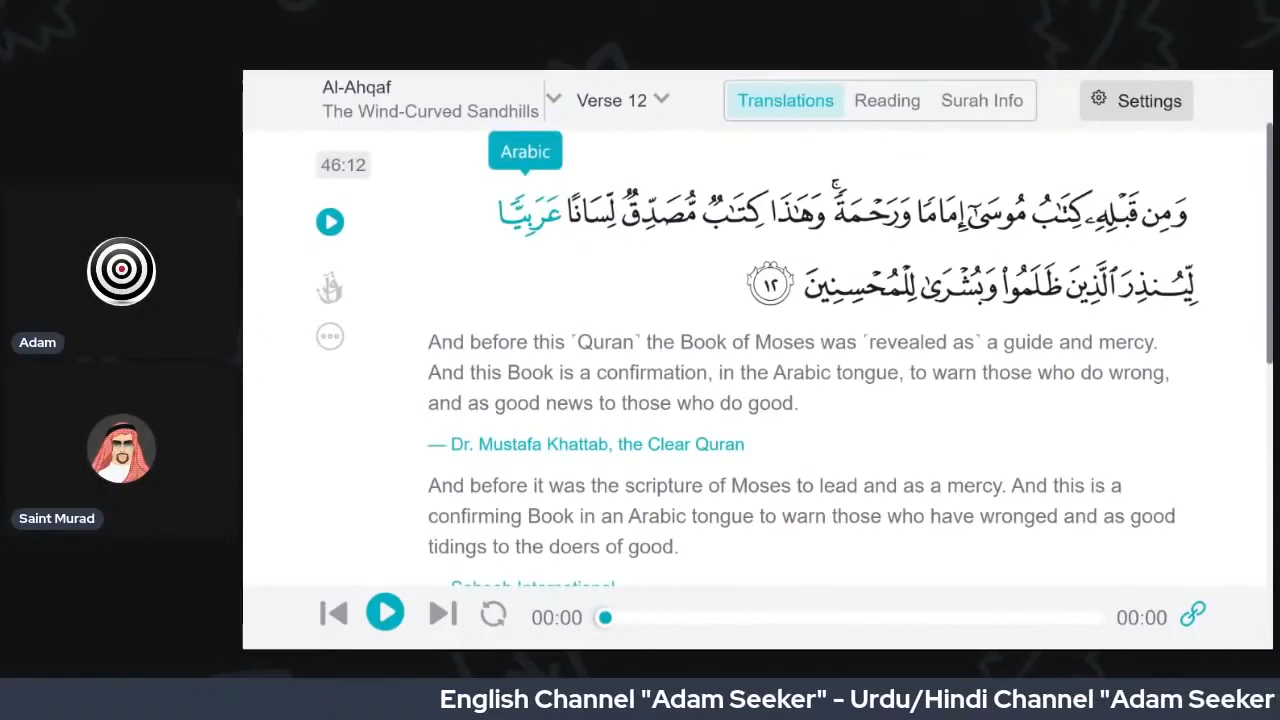 Al-Ahqaf
The Wind-Curved Sandhills
Verse 12
Translations
Reading
Surah Info
Settings
Arabic
46:12
وَمِن قَبْلِهِۦ كِتَـٰبُ مُوسَىٰٓ إِمَامًا وَرَحْمَةً ۚ وَهَـٰذَا كِتَـٰبٌ مُّصَدِّقٌ لِّسَانًا عَرَبِيًّا
لِّيُنذِرَ ٱلَّذِينَ ظَلَمُوا۟ وَبُشْرَىٰ لِلْمُحْسِنِينَ ١٢
And before this ˹Quran˺ the Book of Moses was ˹revealed as˺ a guide and mercy.
And this Book is a confirmation, in the Arabic tongue, to warn those who do wrong,
and as good news to those who do good.
— Dr. Mustafa Khattab, the Clear Quran
And before it was the scripture of Moses to lead and as a mercy. And this is a
confirming Book in an Arabic tongue to warn those who have wronged and as good
tidings to the doers of good.
Saheeh International
00:00
00:00
Adam
Saint Murad
English Channel "Adam Seeker" - Urdu/Hindi Channel "Adam Seeker